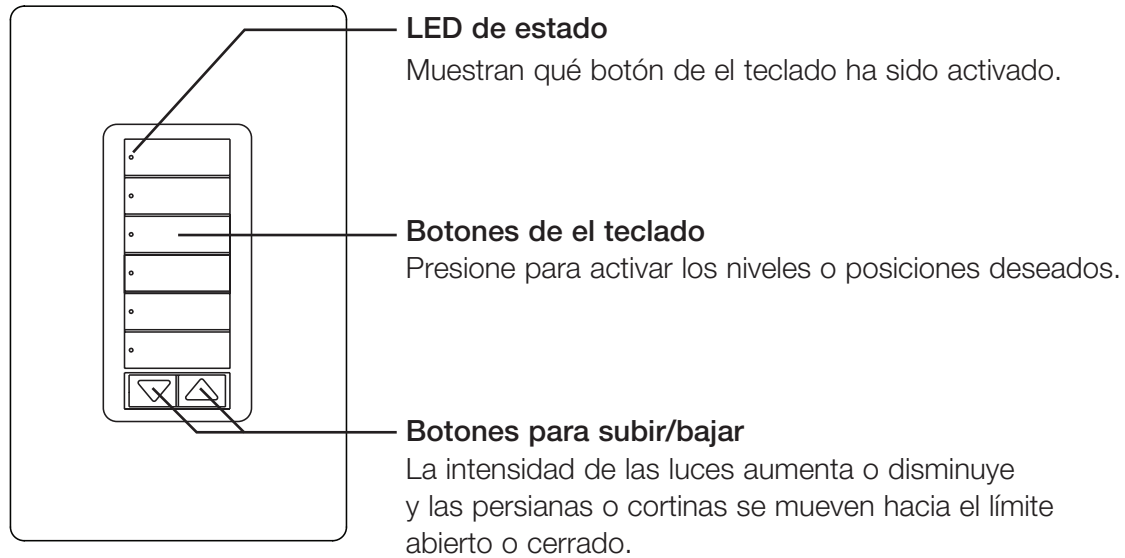 LED de estado
Muestran qué botón de el teclado ha sido activado.
Botones de el teclado
Presione para activar los niveles o posiciones deseados.
Botones para subir/bajar
La intensidad de las luces aumenta o disminuye
y las persianas o cortinas se mueven hacia el límite
abierto o cerrado.